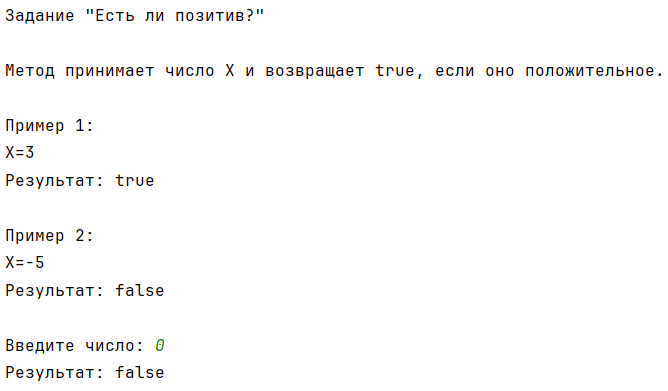 Задание "Есть ли позитив?"
Метод принимает число X и возвращает true, если оно положительное.
Пример 1:
X=3
Результат: true
Пример 2:
X=-5
Результат: false
Введите число: 0
Результат: false